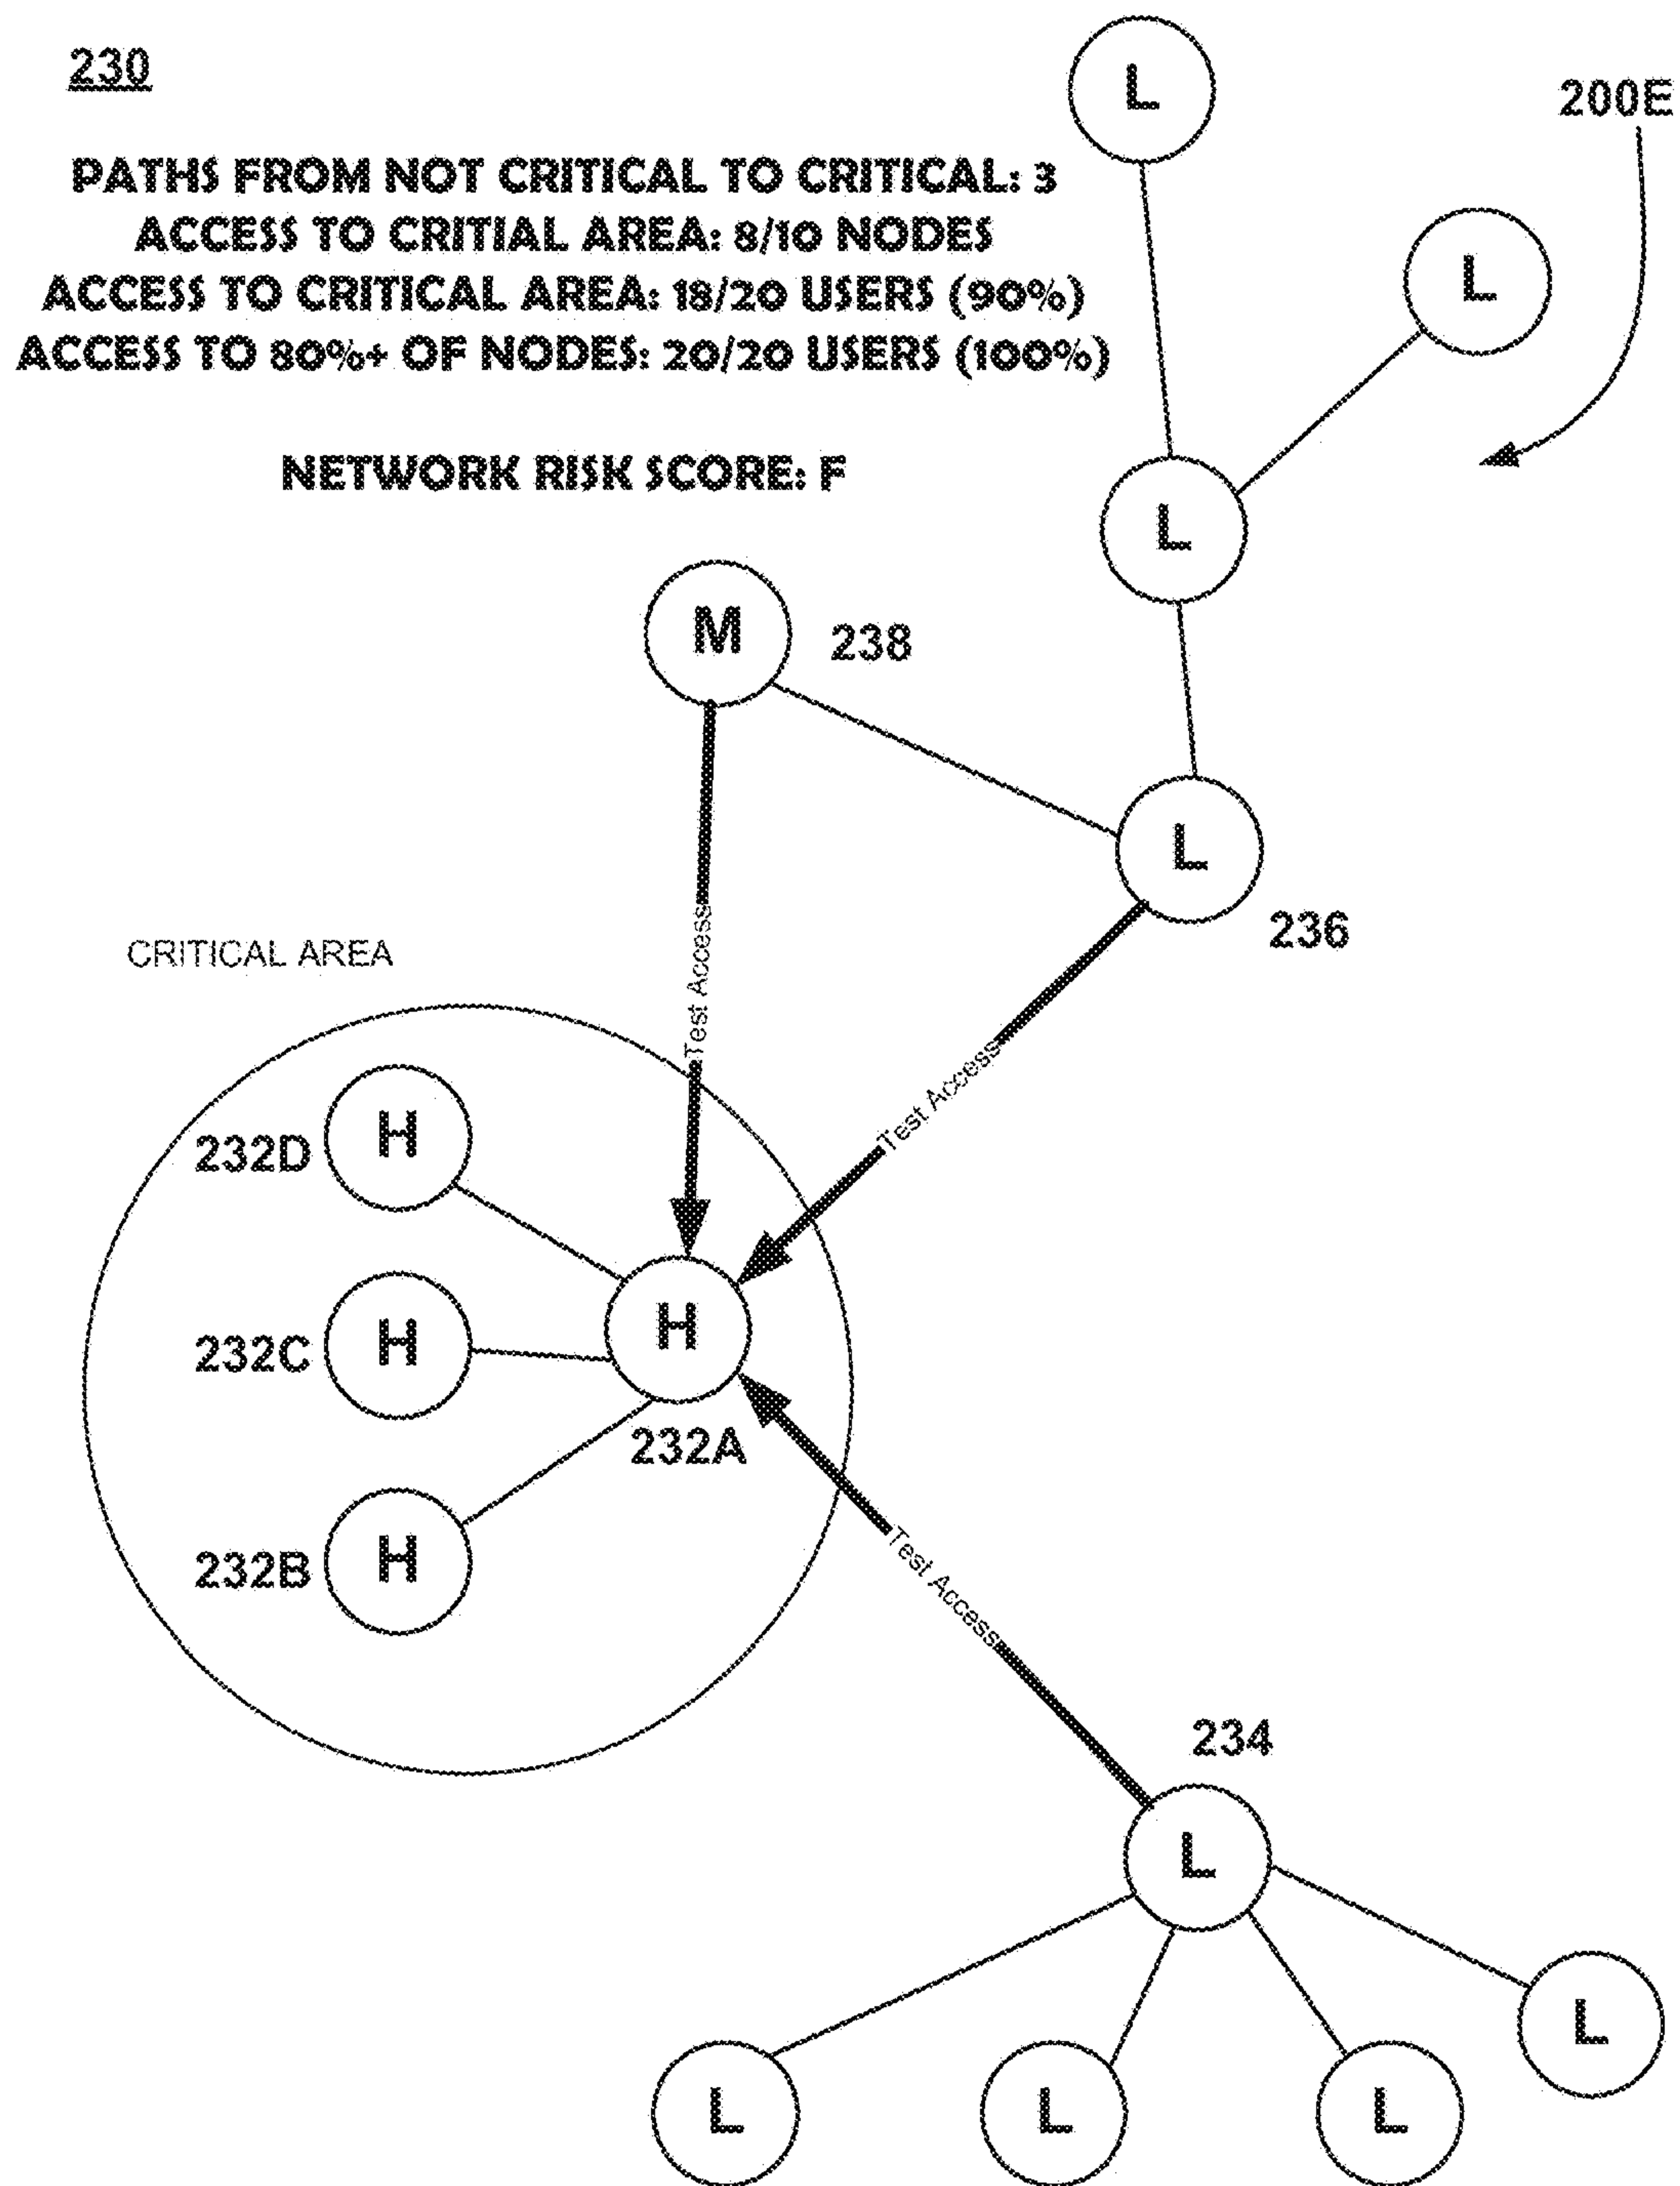 230
200E
PATHS FROM NOT CRITICAL TO CRITICAL: 3
ACCESS TO CRITIAL AREA: 8/10 NODES
ACCESS TO CRITICAL AREA: 18/20 USERS (90%)
ACCESS TO 80%+ OF NODES: 20/20 USERS (100%)
NETWORK RISK SCORE: F
L
L
L
M
238
L
236
Test Access
CRITICAL AREA
Test Access
232D
H
232C
H
H
232A
232B
H
Test Access
234
L
L
L
L
L